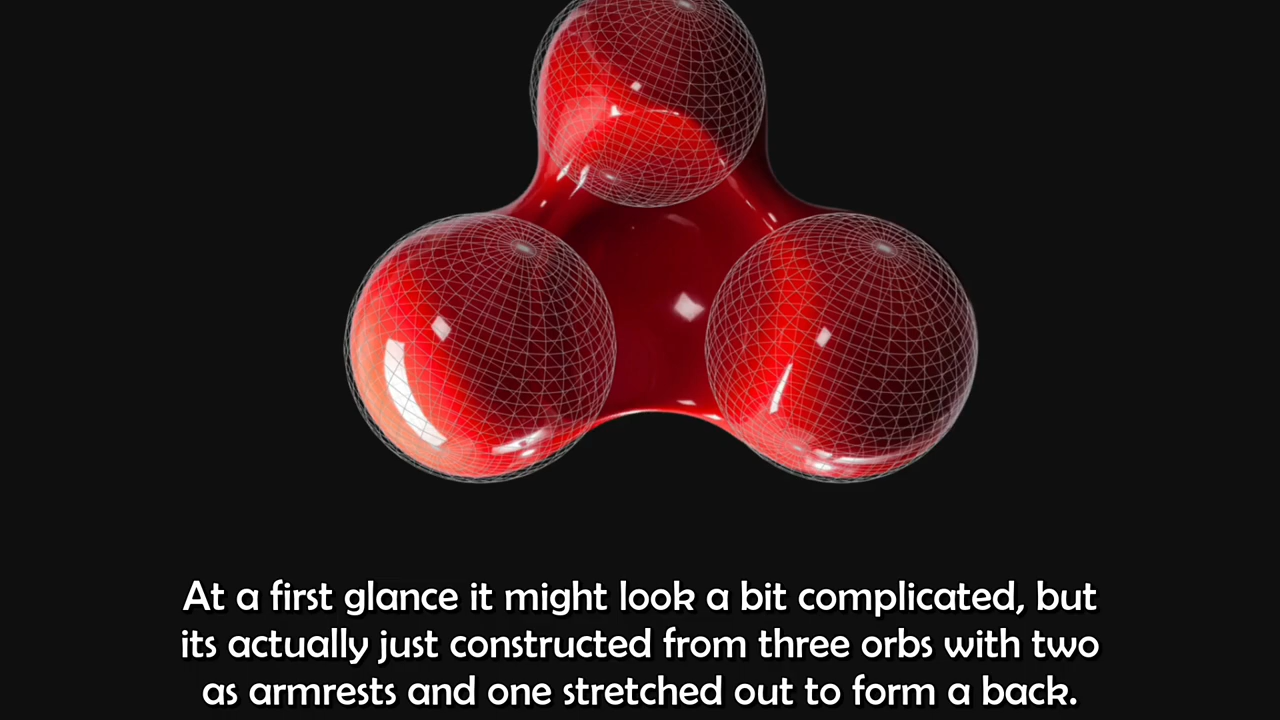 At a first glance it might look a bit complicated, but
its actually just constructed from three orbs with two
as armrests and one stretched out to form a back.